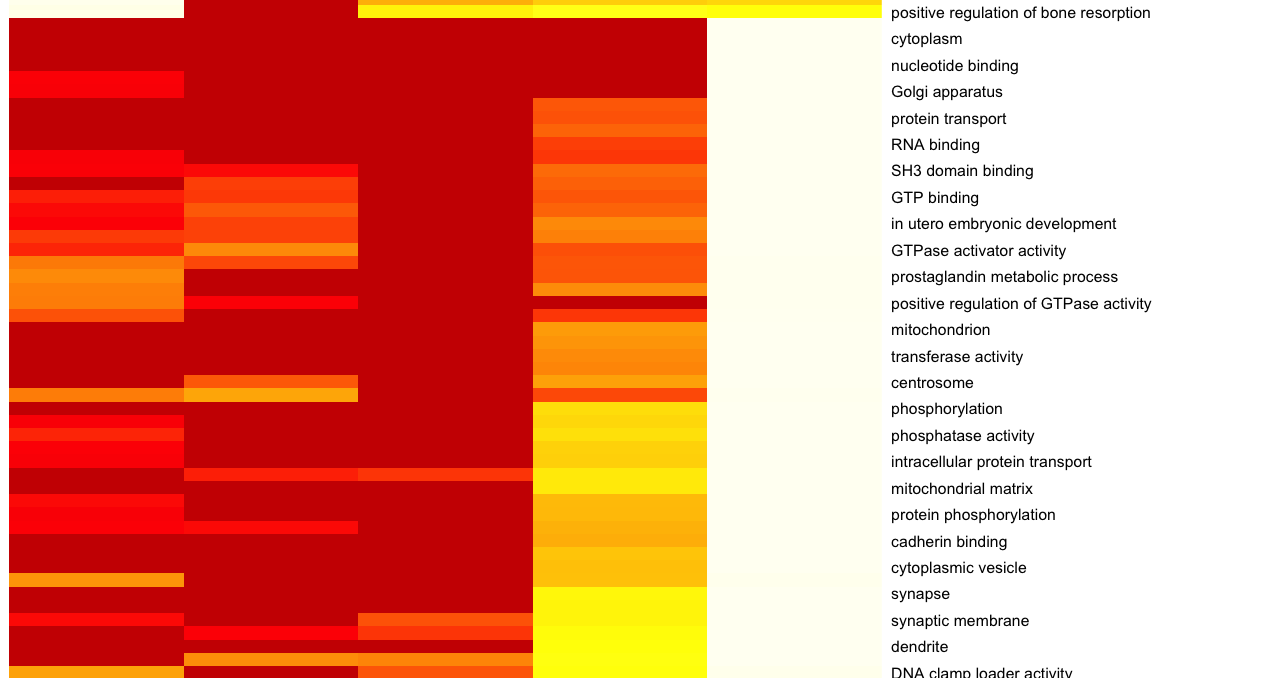 positive regulation of bone resorption
cytoplasm
nucleotide binding
Golgi apparatus
protein transport
RNA binding
SH3 domain binding
GTP binding
in utero embryonic development
GTPase activator activity
prostaglandin metabolic process
positive regulation of GTPase activity
mitochondrion
transferase activity
centrosome
phosphorylation
phosphatase activity
intracellular protein transport
mitochondrial matrix
protein phosphorylation
cadherin binding
cytoplasmic vesicle
synapse
synaptic membrane
dendrite
DNA clamp loader activity